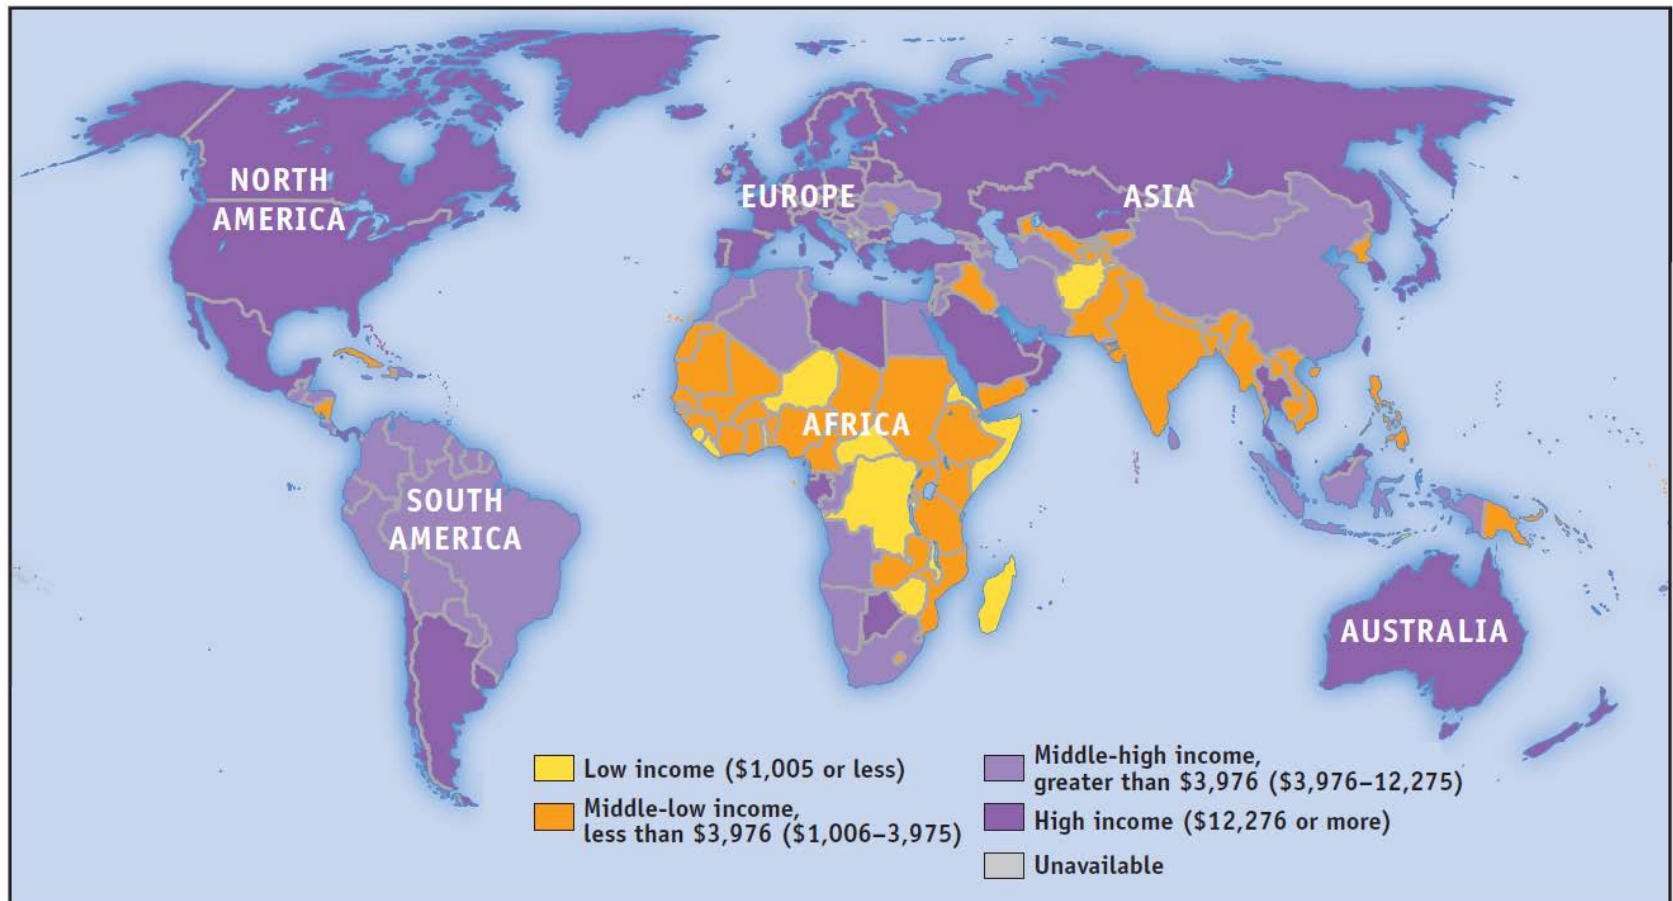 NORTH
AMERICA
EUROPE
ASIA
AFRICA
SOUTH
AMERICA
AUSTRALIA
Low income ($1,005 or less)
Middle-low income,
less than $3,976 ($1,006–3,975)
Middle-high income,
greater than $3,976 ($3,976–12,275)
High income ($12,276 or more)
Unavailable